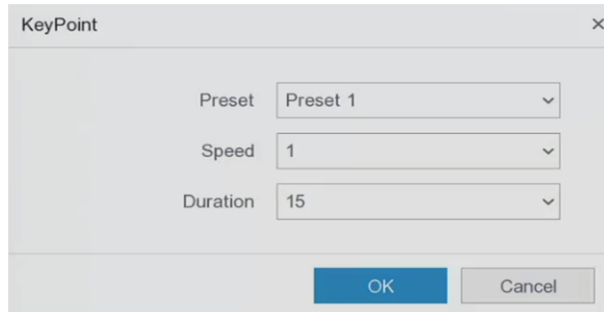 KeyPoint
Preset Preset 1
Speed 1
Duration 15
OK Cancel